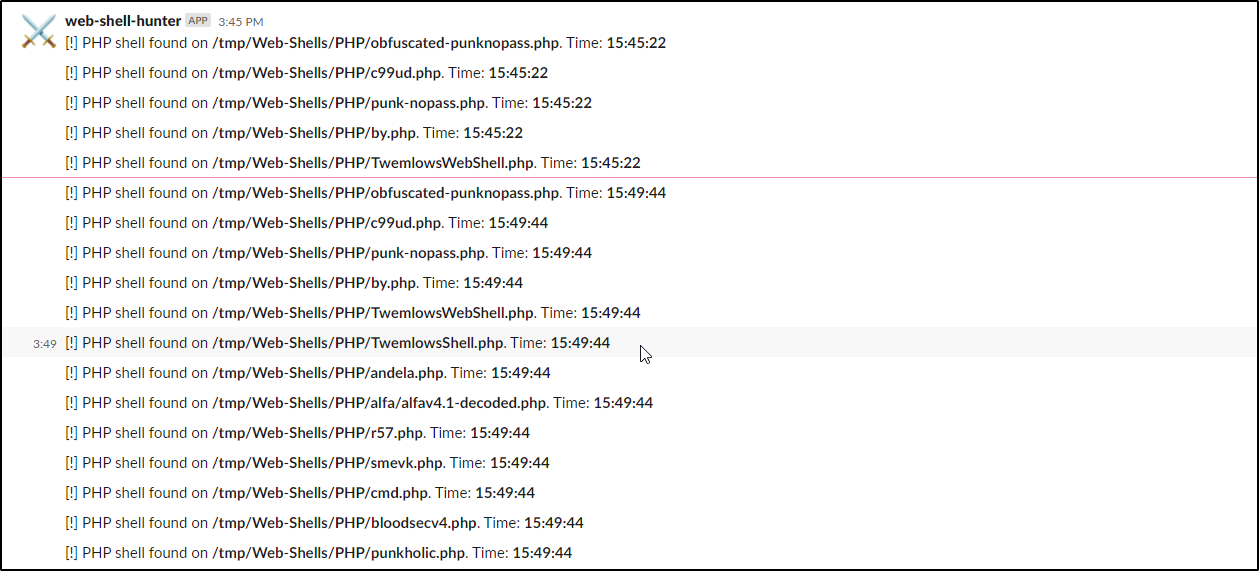 web-shell-hunter APP 3:45 PM
[!] PHP shell found on /tmp/Web-Shells/PHP/obfuscated-punknopass.php. Time: 15:45:22
[!] PHP shell found on /tmp/Web-Shells/PHP/c99ud.php. Time: 15:45:22
[!] PHP shell found on /tmp/Web-Shells/PHP/punk-nopass.php. Time: 15:45:22
[!] PHP shell found on /tmp/Web-Shells/PHP/by.php. Time: 15:45:22
[!] PHP shell found on /tmp/Web-Shells/PHP/TwemlowsWebShell.php. Time: 15:45:22
[!] PHP shell found on /tmp/Web-Shells/PHP/obfuscated-punknopass.php. Time: 15:49:44
[!] PHP shell found on /tmp/Web-Shells/PHP/c99ud.php. Time: 15:49:44
[!] PHP shell found on /tmp/Web-Shells/PHP/punk-nopass.php. Time: 15:49:44
[!] PHP shell found on /tmp/Web-Shells/PHP/by.php. Time: 15:49:44
[!] PHP shell found on /tmp/Web-Shells/PHP/TwemlowsWebShell.php. Time: 15:49:44
3:49 [!] PHP shell found on /tmp/Web-Shells/PHP/TwemlowsShell.php. Time: 15:49:44
[!] PHP shell found on /tmp/Web-Shells/PHP/andela.php. Time: 15:49:44
[!] PHP shell found on /tmp/Web-Shells/PHP/alfa/alfav4.1-decoded.php. Time: 15:49:44
[!] PHP shell found on /tmp/Web-Shells/PHP/r57.php. Time: 15:49:44
[!] PHP shell found on /tmp/Web-Shells/PHP/smevk.php. Time: 15:49:44
[!] PHP shell found on /tmp/Web-Shells/PHP/cmd.php. Time: 15:49:44
[!] PHP shell found on /tmp/Web-Shells/PHP/bloodsecv4.php. Time: 15:49:44
[!] PHP shell found on /tmp/Web-Shells/PHP/punkholic.php. Time: 15:49:44